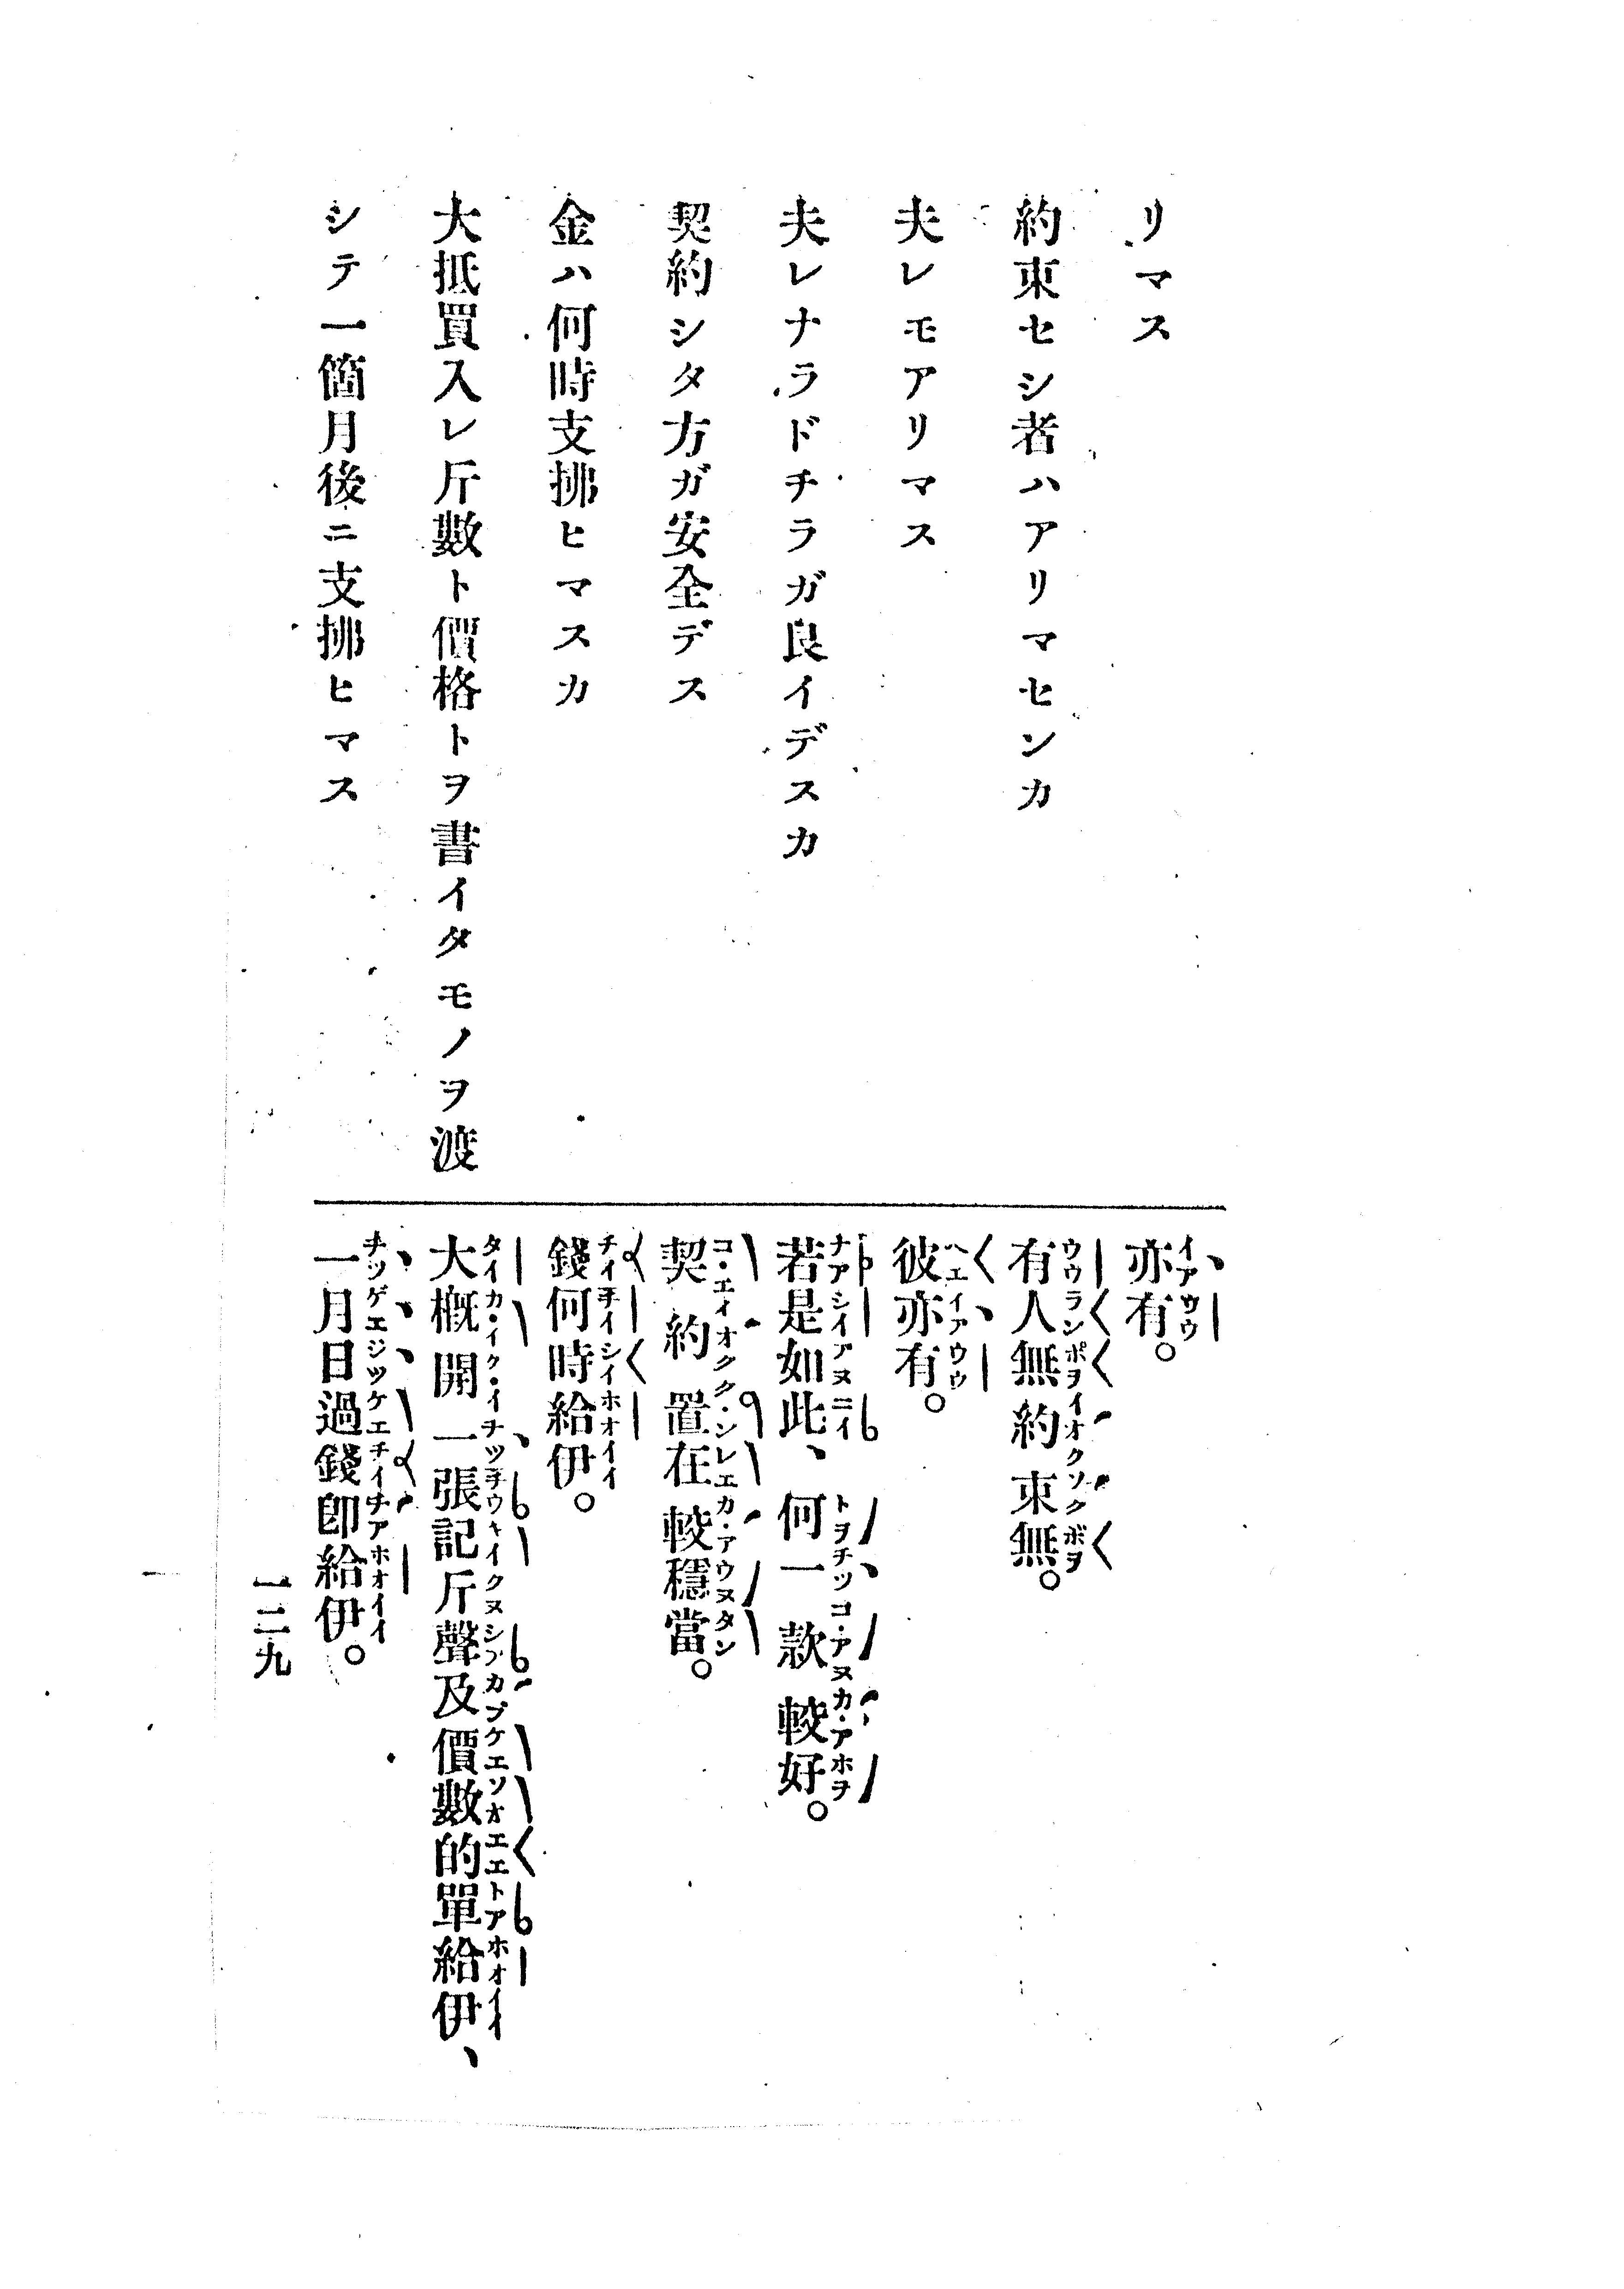 リマス
約束セシ者ハアリマセンカ
夫レモアリマス
夫レナラドチラガ良イデスカ
契約シタ方ガ安全デス
金ハ何時支拂ヒマスカ
大抵買入レ斤數ト價格トヲ書イタモノヲ渡
シテ一箇月後ニ支拂ヒマス
亦有。
有人無約束無。
彼亦有。
若是如此、何一款較好。
契約置在較穩當。
錢何時給伊。
大概開一張記斤聲及價數的單給伊、
一月日過錢卽給伊。
一二九